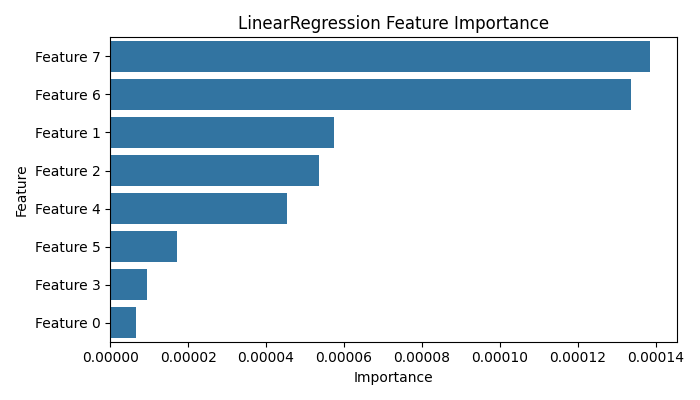 LinearRegression Feature Importance
Feature 7
Feature 6
Feature 1
Feature 2
Feature 4
Feature 5
Feature 3
Feature 0
Feature
0.00000 0.00002 0.00004 0.00006 0.00008 0.00010 0.00012 0.00014
Importance